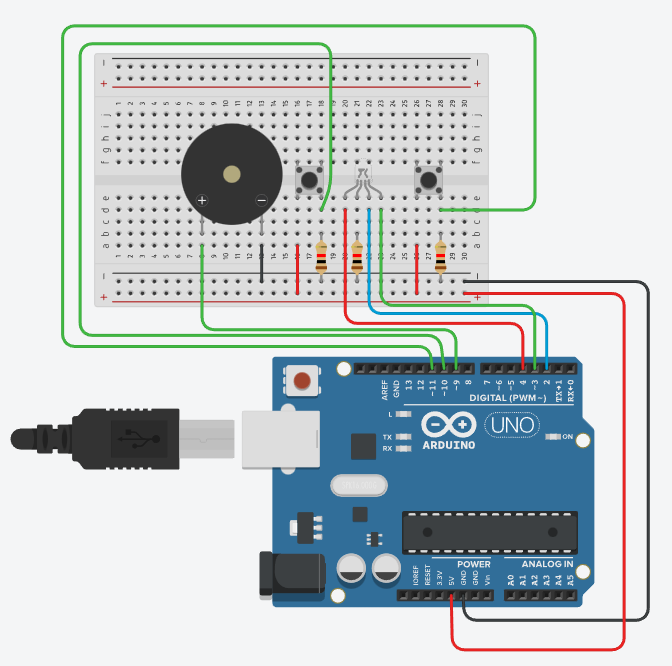 − −
+ +
1 2 3 4 5 6 7 8 9 10 11 12 13 14 15 16 17 18 19 20 21 22 23 24 25 26 27 28 29 30
j j
i i
h h
g g
f f
+ −
e e
d d
c c
b b
a a
1 2 3 4 5 6 7 8 9 10 11 12 13 14 15 16 17 18 19 20 21 22 23 24 25 26 27 28 29 30
− −
+ +
AREF GND 13 12 ~11 ~10 ~9 8 7 ~6 ~5 4 ~3 2 TX→1 RX←0
DIGITAL (PWM~)
L
TX
RX
ARDUINO
UNO
ON
POWER ANALOG IN
IOREF RESET 3.3V 5V GND GND Vin A0 A1 A2 A3 A4 A5